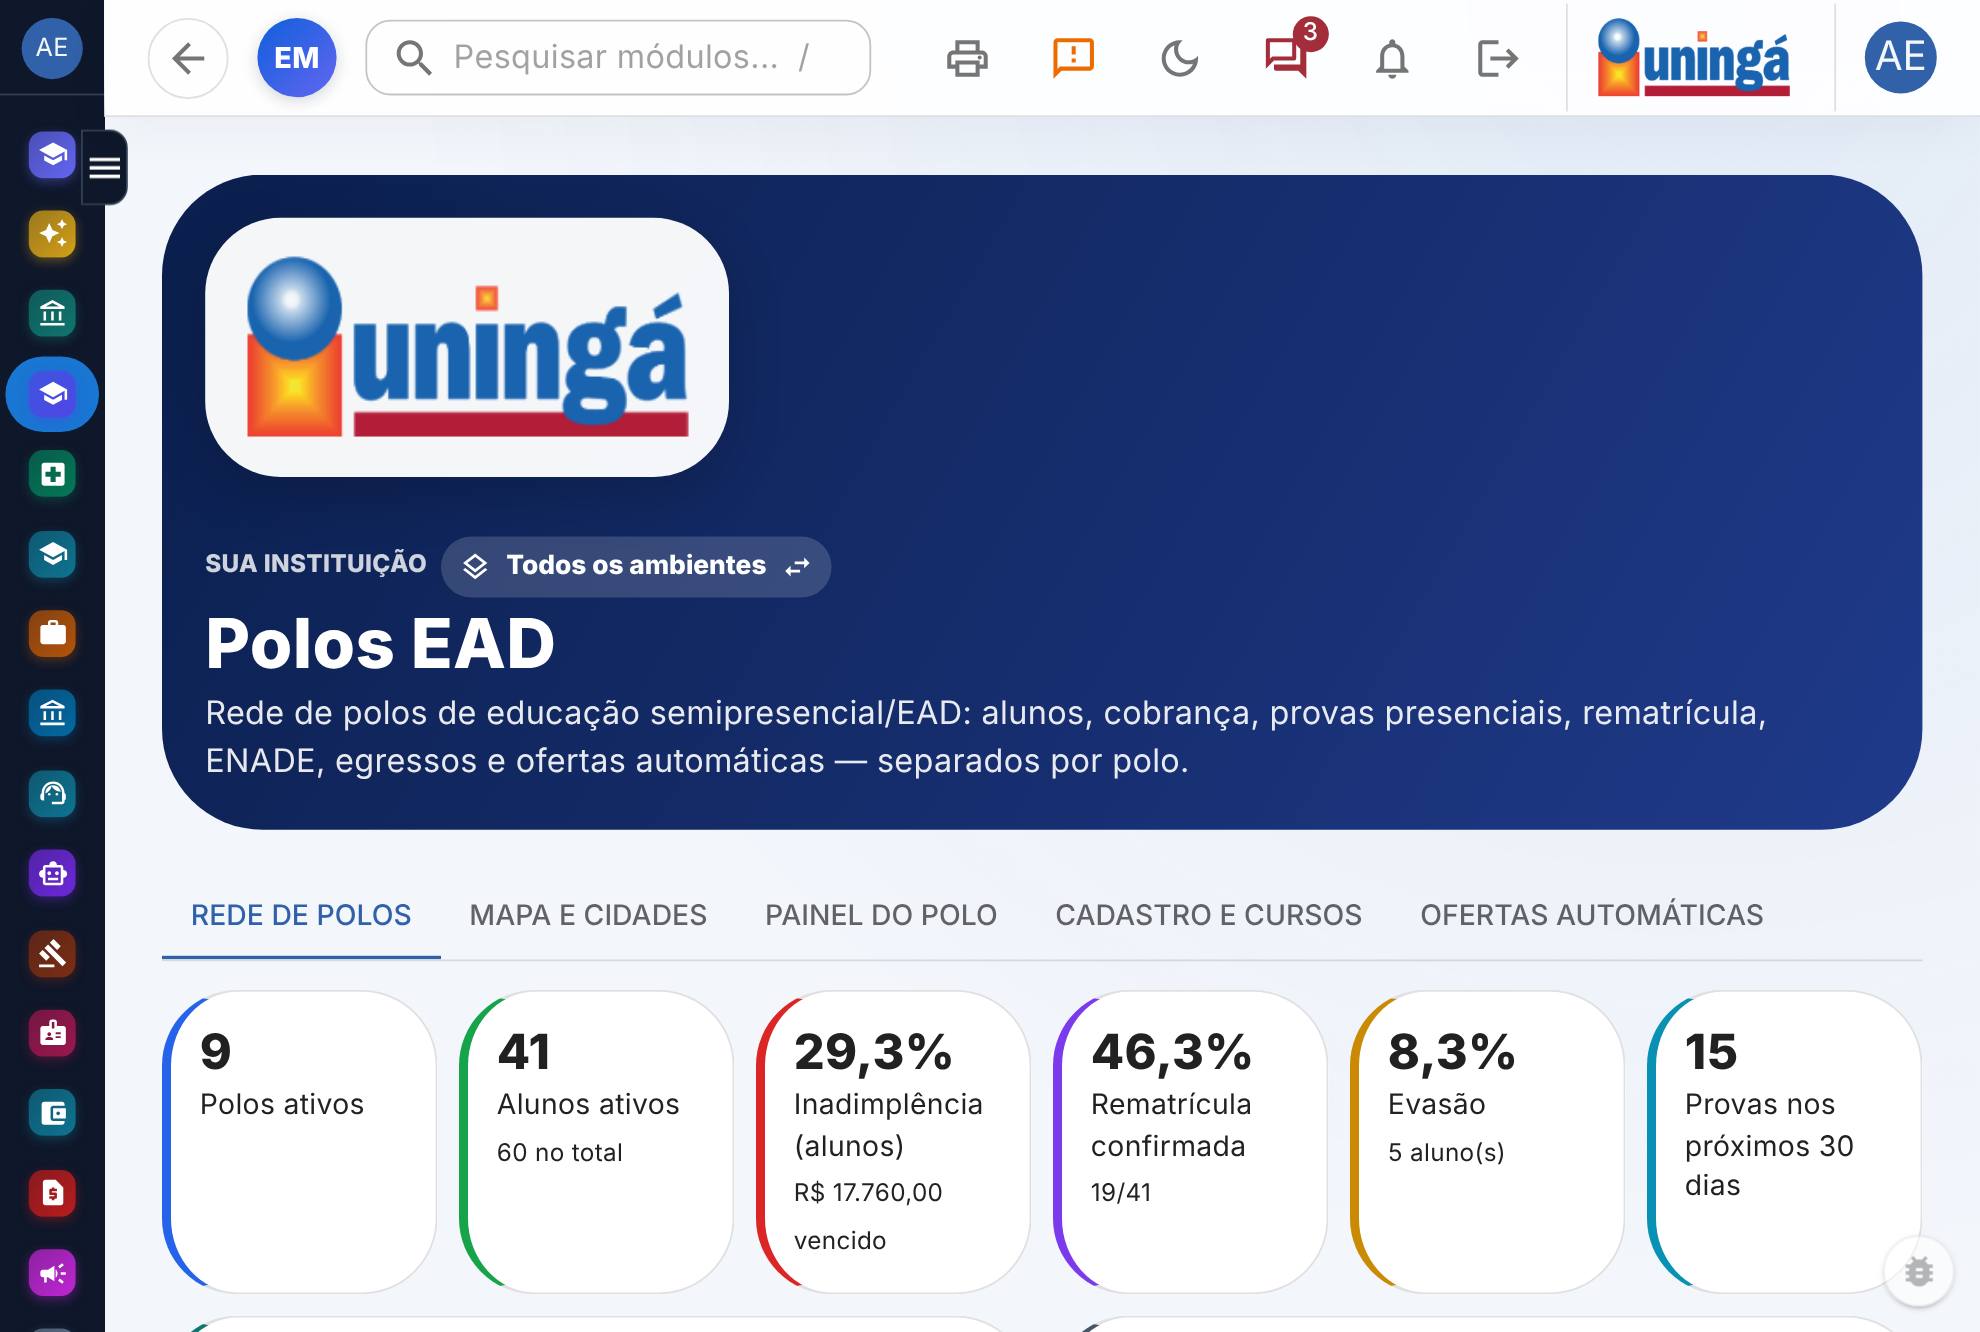 AE
EM
Pesquisar módulos... /
3
uningá
AE
uningá
SUA INSTITUIÇÃO
Todos os ambientes
Polos EAD
Rede de polos de educação semipresencial/EAD: alunos, cobrança, provas presenciais, rematrícula,
ENADE, egressos e ofertas automáticas — separados por polo.
REDE DE POLOS
MAPA E CIDADES
PAINEL DO POLO
CADASTRO E CURSOS
OFERTAS AUTOMÁTICAS
9
Polos ativos
41
Alunos ativos
60 no total
29,3%
Inadimplência
(alunos)
R$ 17.760,00
vencido
46,3%
Rematrícula
confirmada
19/41
8,3%
Evasão
5 aluno(s)
15
Provas nos
próximos 30
dias